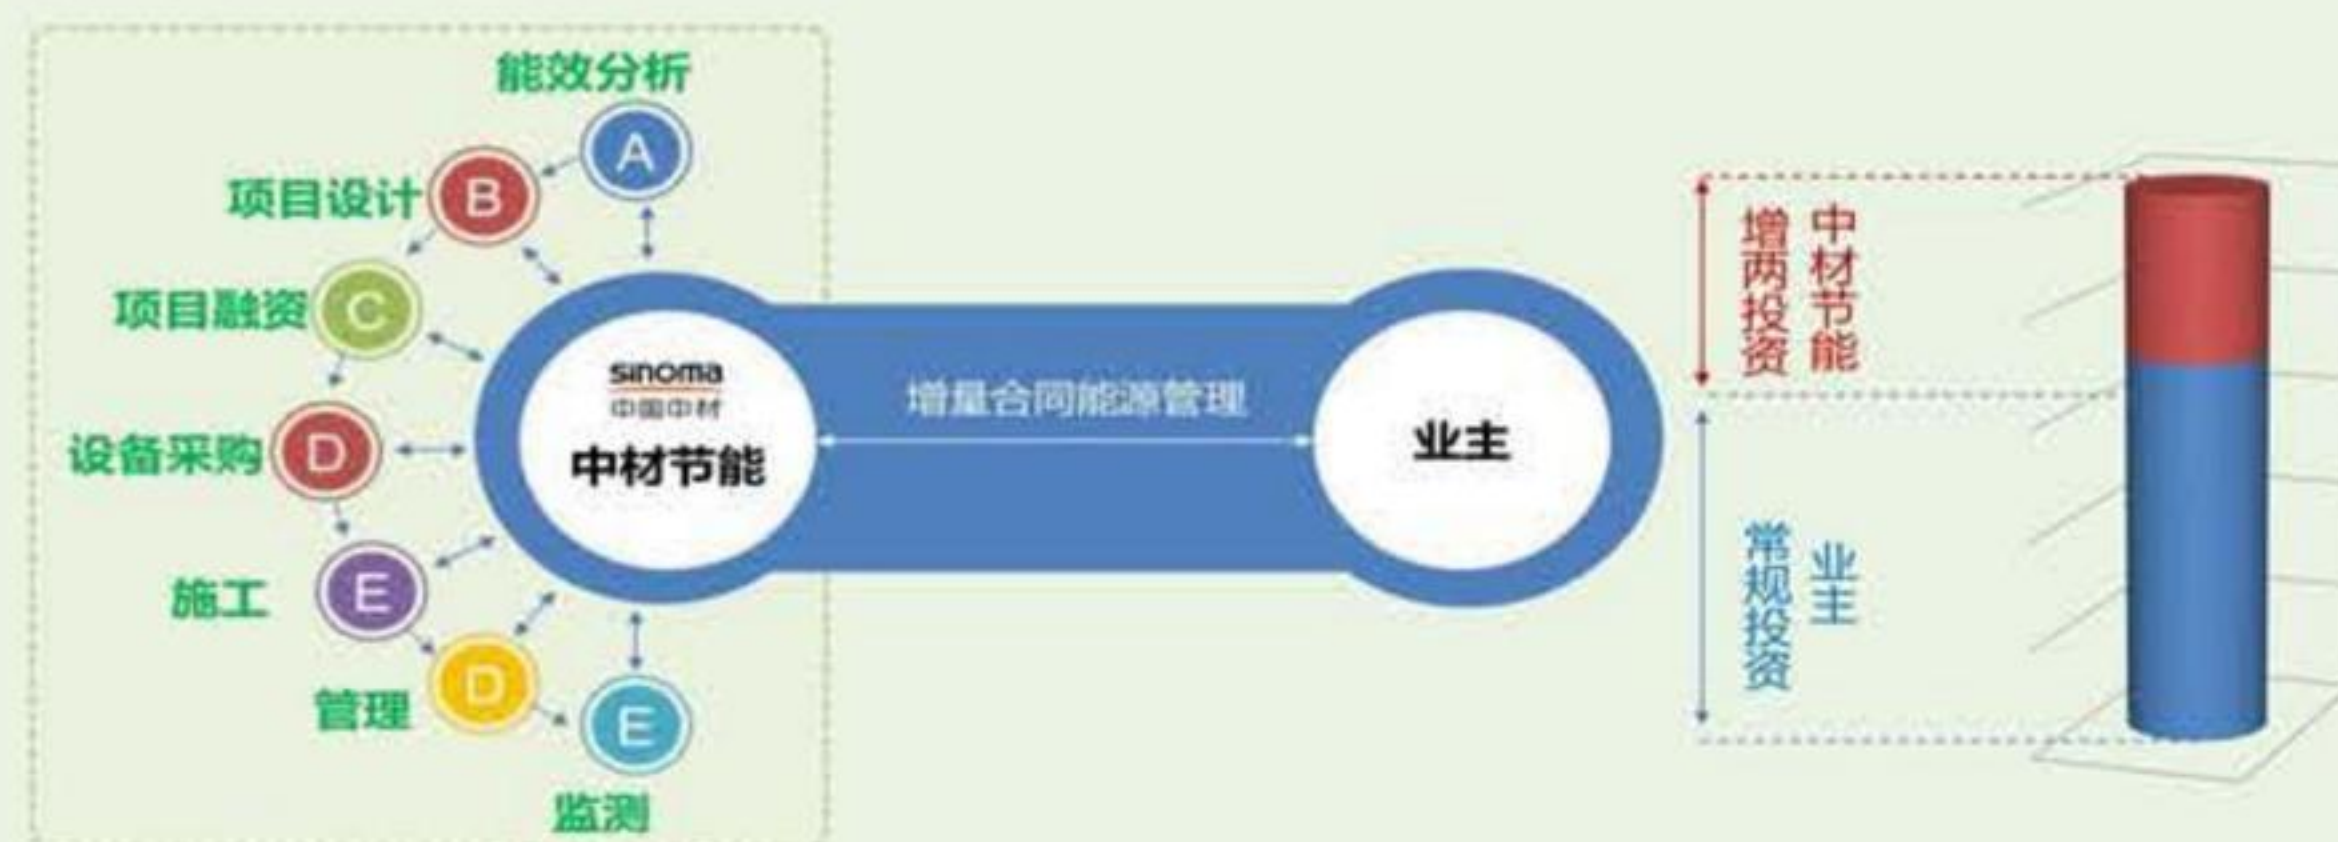 能效分析
A
项目设计
B
项目融资
C
设备采购
D
施工
E
管理
D
E
监测
sinoma
中国中材
中材节能
增量合同能源管理
业主
中材节能
增两投资
业主
常规投资